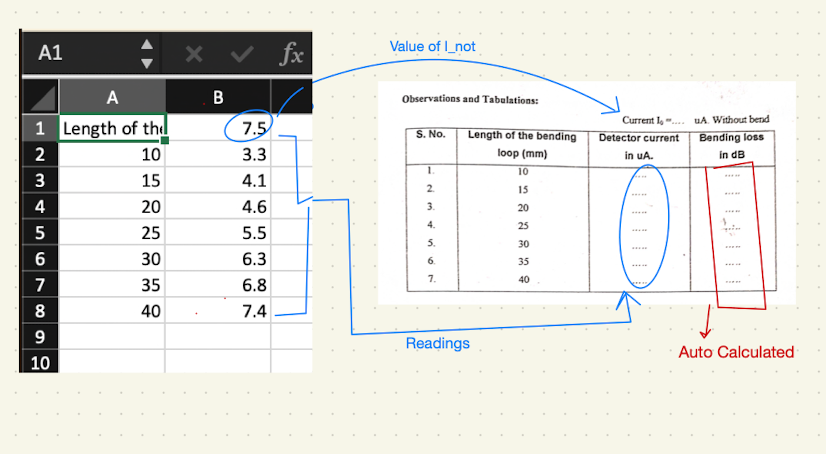 A1 fx
A B
1 Length of the 7.5
2 10 3.3
3 15 4.1
4 20 4.6
5 25 5.5
6 30 6.3
7 35 6.8
8 40 7.4
9
10
Value of I_not
Observations and Tabulations:
Current I₀ =.... uA. Without bend
S. No. Length of the bending Detector current Bending loss
loop (mm) in uA. in dB
1. 10 ..... .....
2. 15 ..... .....
3. 20 ..... .....
4. 25 ..... .....
5. 30 ..... .....
6. 35 ..... .....
7. 40 ..... .....
Readings
Auto Calculated